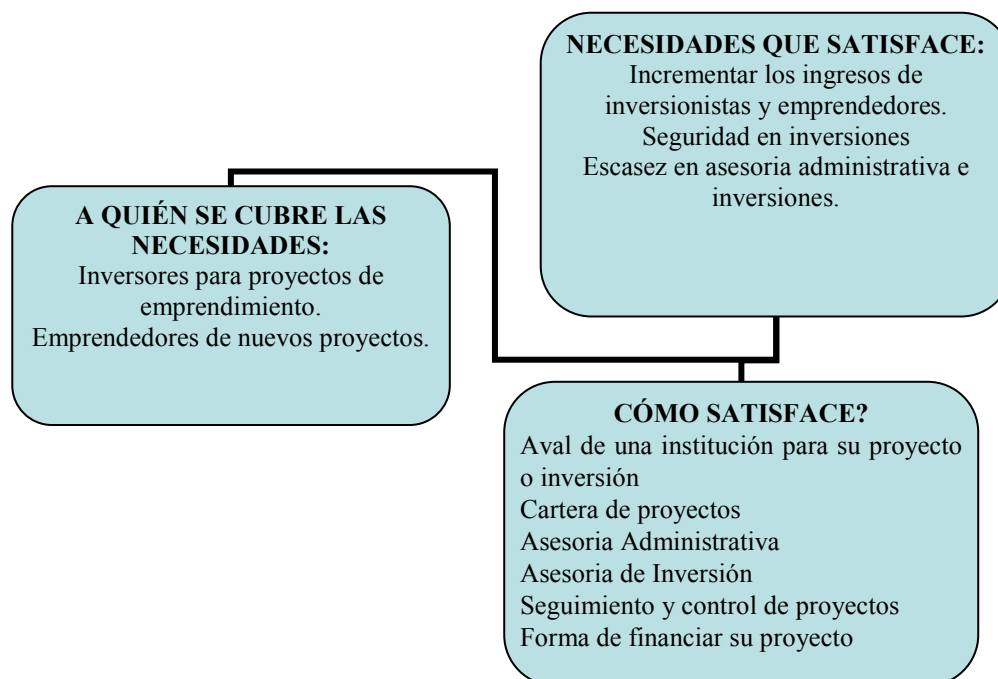 NECESIDADES QUE SATISFACE:
Incrementar los ingresos de
inversionistas y emprendedores.
Seguridad en inversiones
Escasez en asesoria administrativa e
inversiones.
A QUIÉN SE CUBRE LAS
NECESIDADES:
Inversores para proyectos de
emprendimiento.
Emprendedores de nuevos proyectos.
CÓMO SATISFACE?
Aval de una institución para su proyecto
o inversión
Cartera de proyectos
Asesoria Administrativa
Asesoria de Inversión
Seguimiento y control de proyectos
Forma de financiar su proyecto